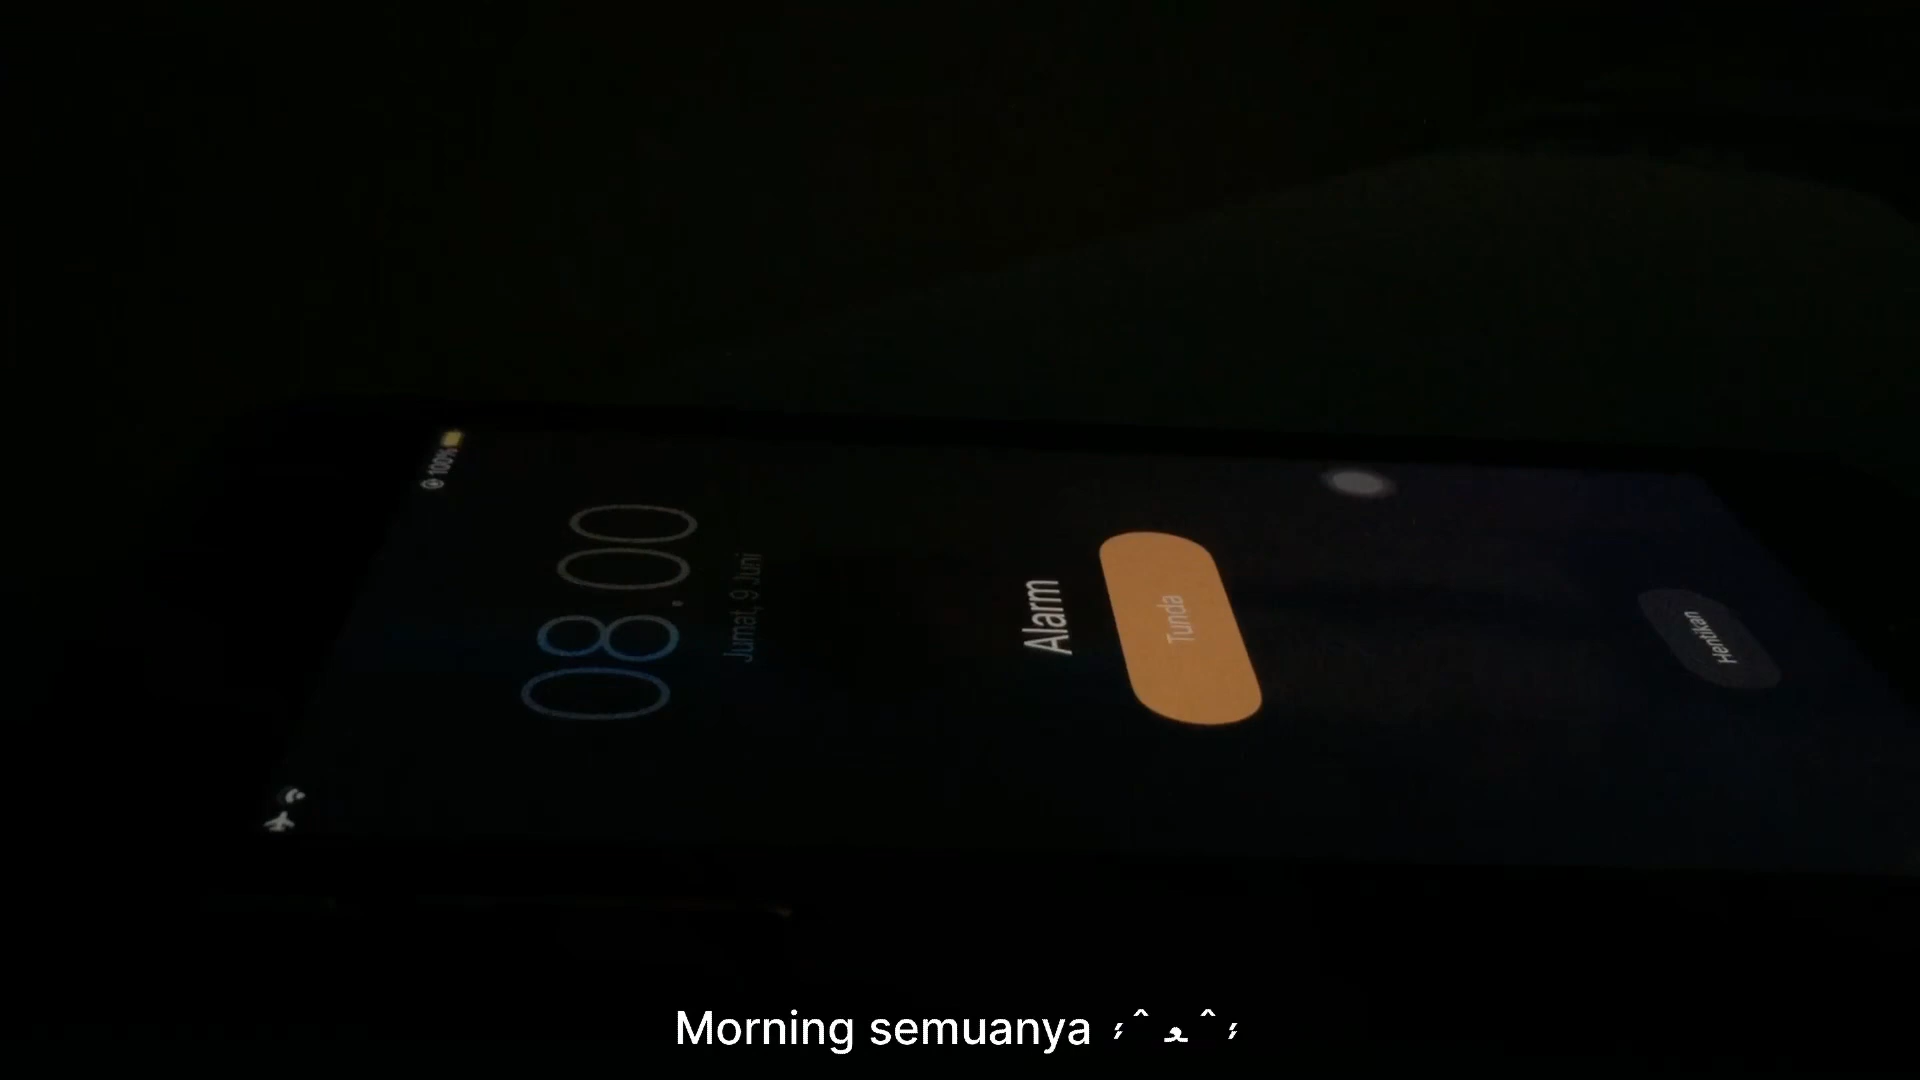 100%
08.00
Jumat, 9 Juni
Alarm
Tunda
Hentikan
Morning semuanya ؛ ˆ ﻌ ˆ ؛